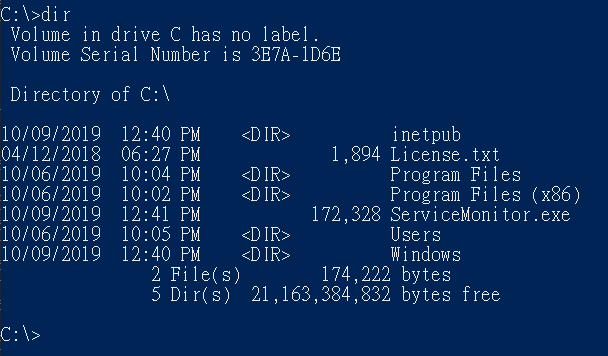 C:\>dir
 Volume in drive C has no label.
 Volume Serial Number is 3E7A-1D6E

 Directory of C:\

10/09/2019  12:40 PM    <DIR>          inetpub
04/12/2018  06:27 PM             1,894 License.txt
10/06/2019  10:04 PM    <DIR>          Program Files
10/06/2019  10:02 PM    <DIR>          Program Files (x86)
10/09/2019  12:41 PM           172,328 ServiceMonitor.exe
10/06/2019  10:05 PM    <DIR>          Users
10/09/2019  12:40 PM    <DIR>          Windows
               2 File(s)        174,222 bytes
               5 Dir(s)  21,163,384,832 bytes free

C:\>